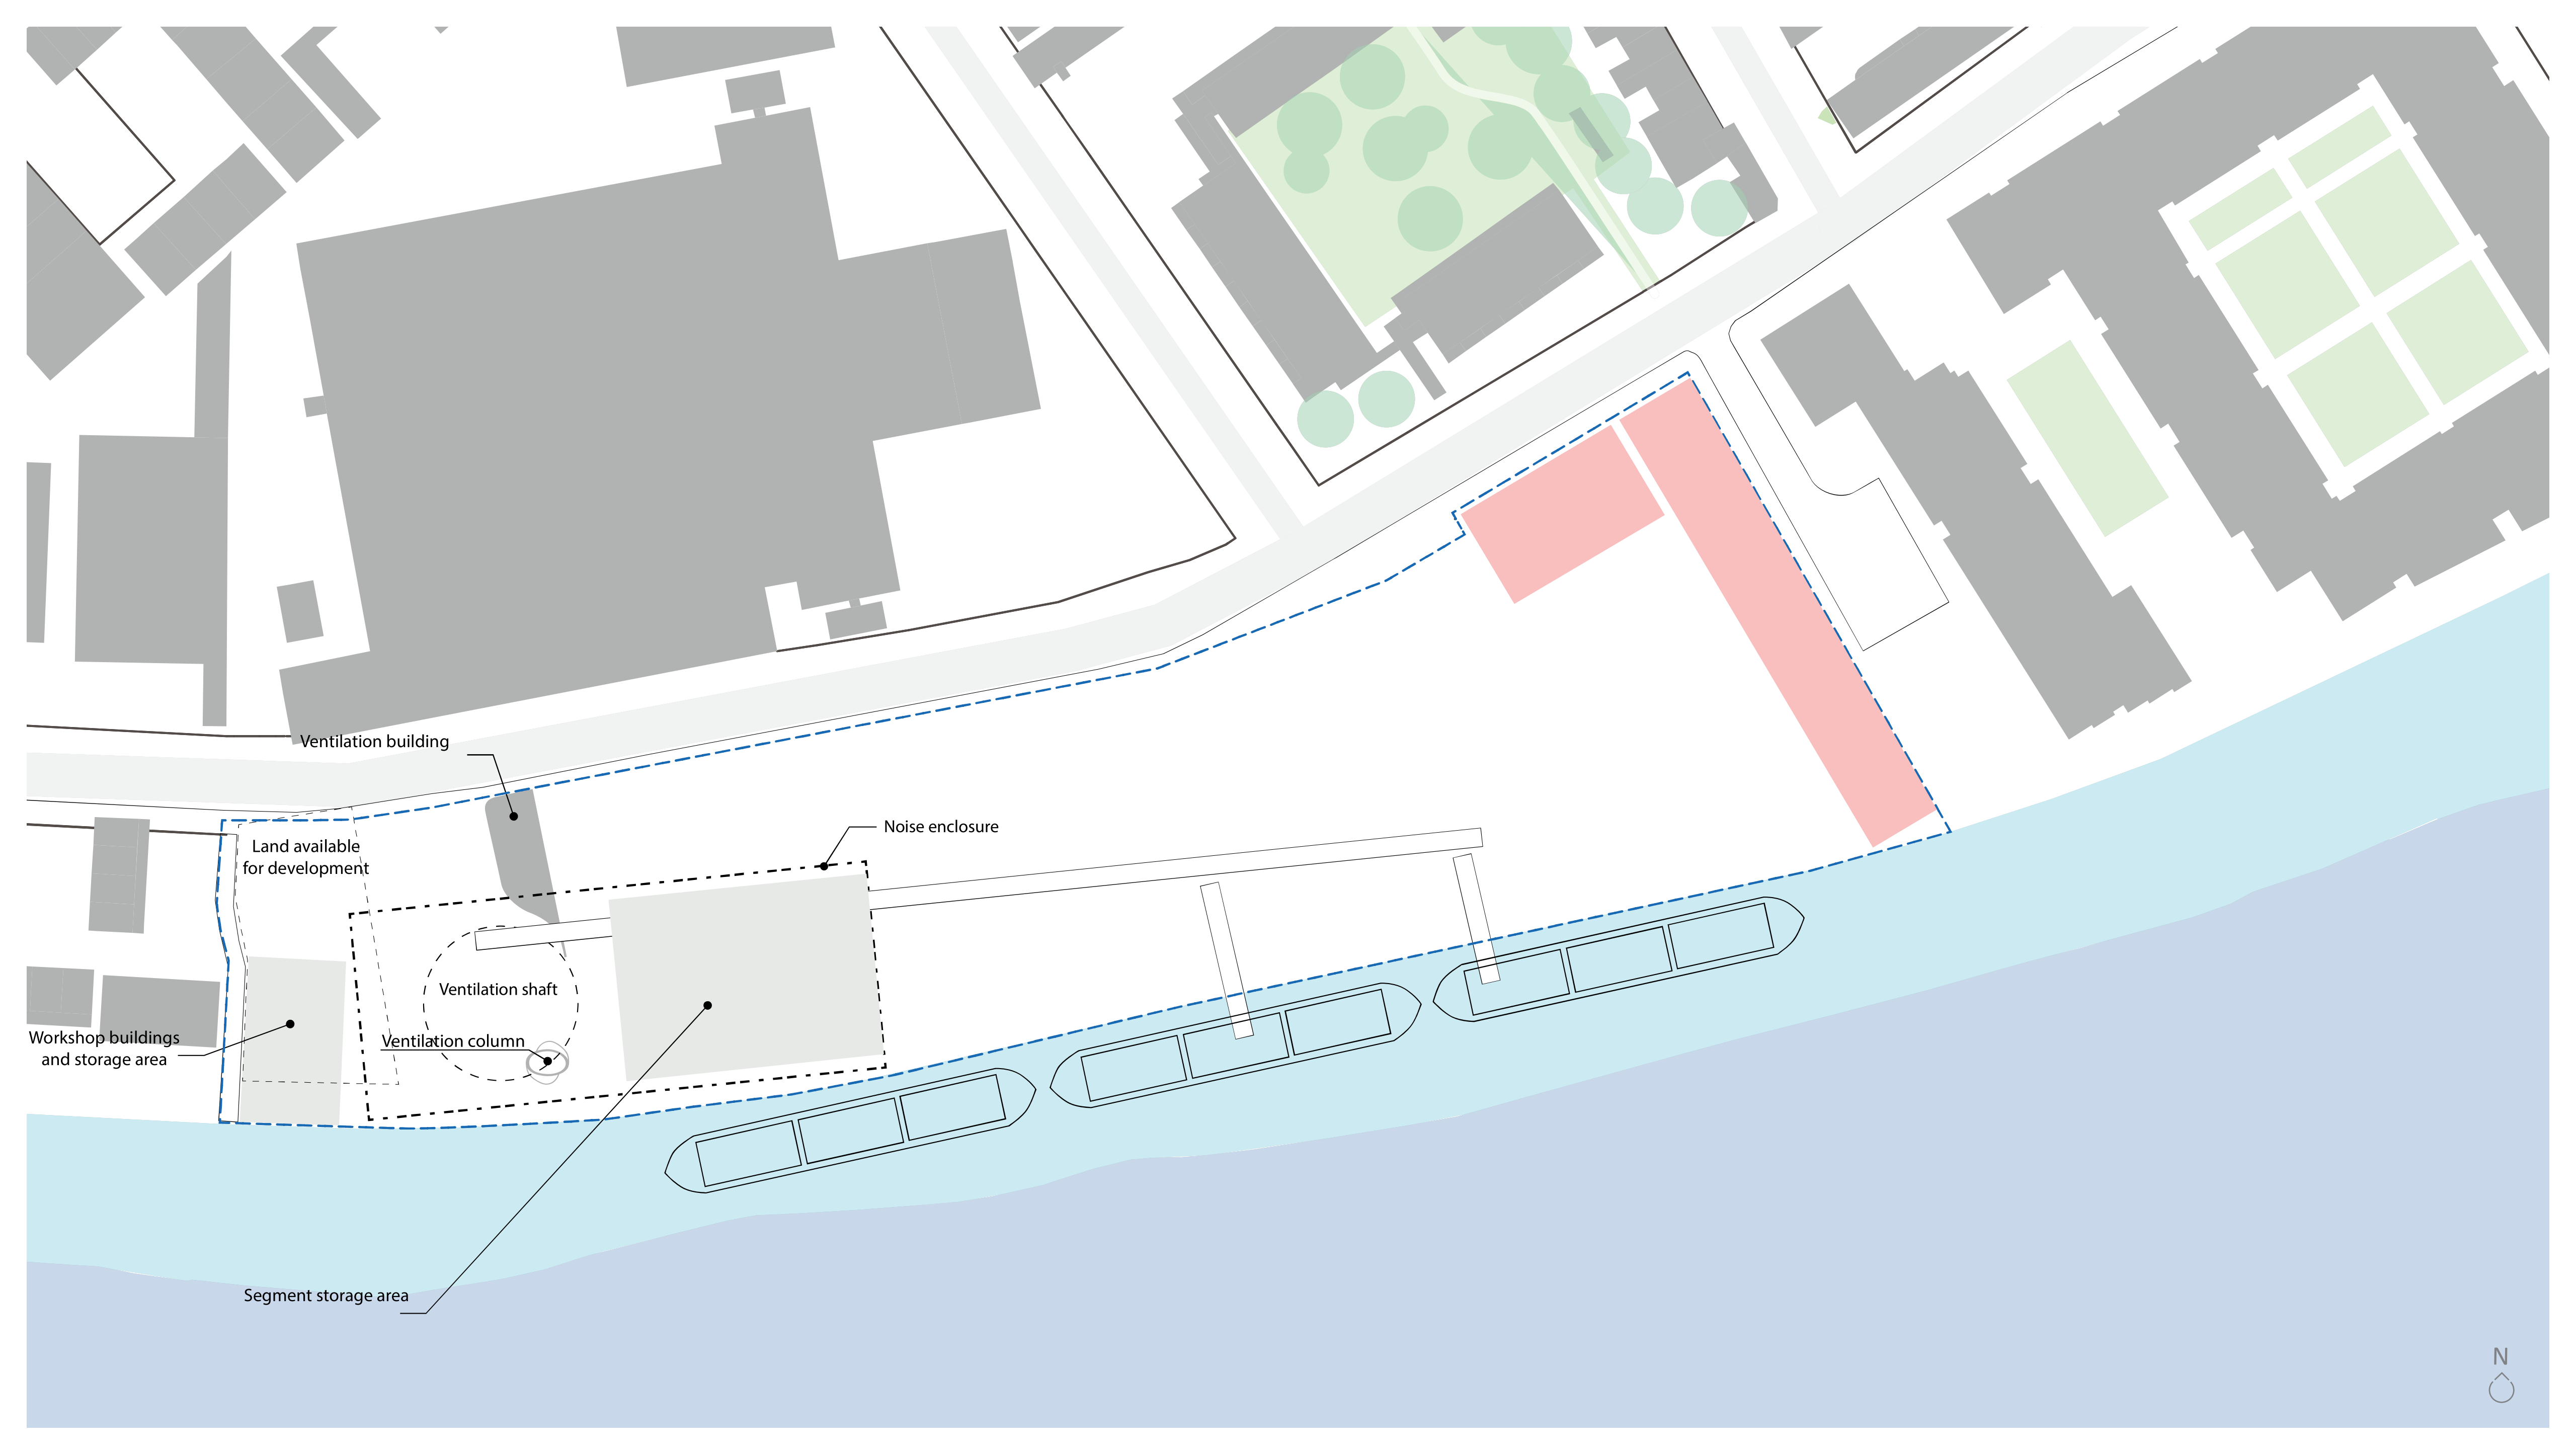 Ventilation building
Noise enclosure
Land available
for development
Ventilation shaft
Ventilation column
Workshop buildings
and storage area
Segment storage area
N